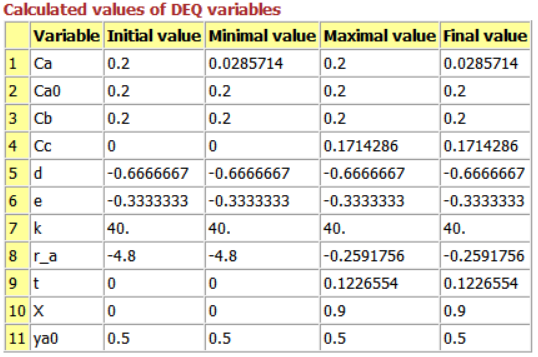 Calculated values of DEQ variables
Variable Initial value Minimal value Maximal value Final value
1 Ca 0.2 0.0285714 0.2 0.0285714
2 Ca0 0.2 0.2 0.2 0.2
3 Cb 0.2 0.2 0.2 0.2
4 Cc 0 0 0.1714286 0.1714286
5 d -0.6666667 -0.6666667 -0.6666667 -0.6666667
6 e -0.3333333 -0.3333333 -0.3333333 -0.3333333
7 k 40. 40. 40. 40.
8 r_a -4.8 -4.8 -0.2591756 -0.2591756
9 t 0 0 0.1226554 0.1226554
10 X 0 0 0.9 0.9
11 ya0 0.5 0.5 0.5 0.5